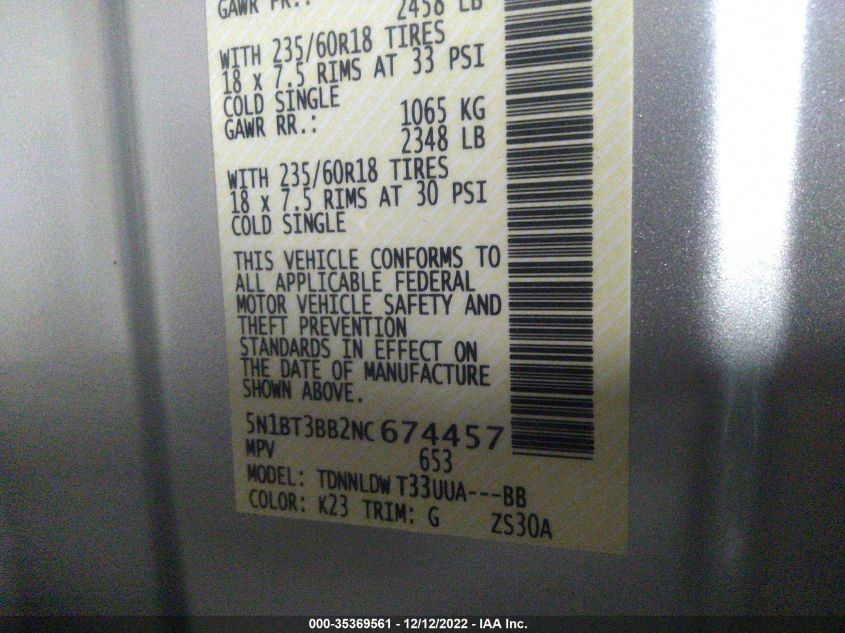 GAWR FR.: 2458 LB
WITH 235/60R18 TIRES
18 x 7.5 RIMS AT 33 PSI
COLD SINGLE
GAWR RR.: 1065 KG
2348 LB
WITH 235/60R18 TIRES
18 x 7.5 RIMS AT 30 PSI
COLD SINGLE
THIS VEHICLE CONFORMS TO
ALL APPLICABLE FEDERAL
MOTOR VEHICLE SAFETY AND
THEFT PREVENTION
STANDARDS IN EFFECT ON
THE DATE OF MANUFACTURE
SHOWN ABOVE.
5N1BT3BB2NC674457
MPV 653
MODEL: TDNNLDW T33UUA---BB
COLOR: K23 TRIM: G ZS30A
000-35369561 - 12/12/2022 - IAA Inc.